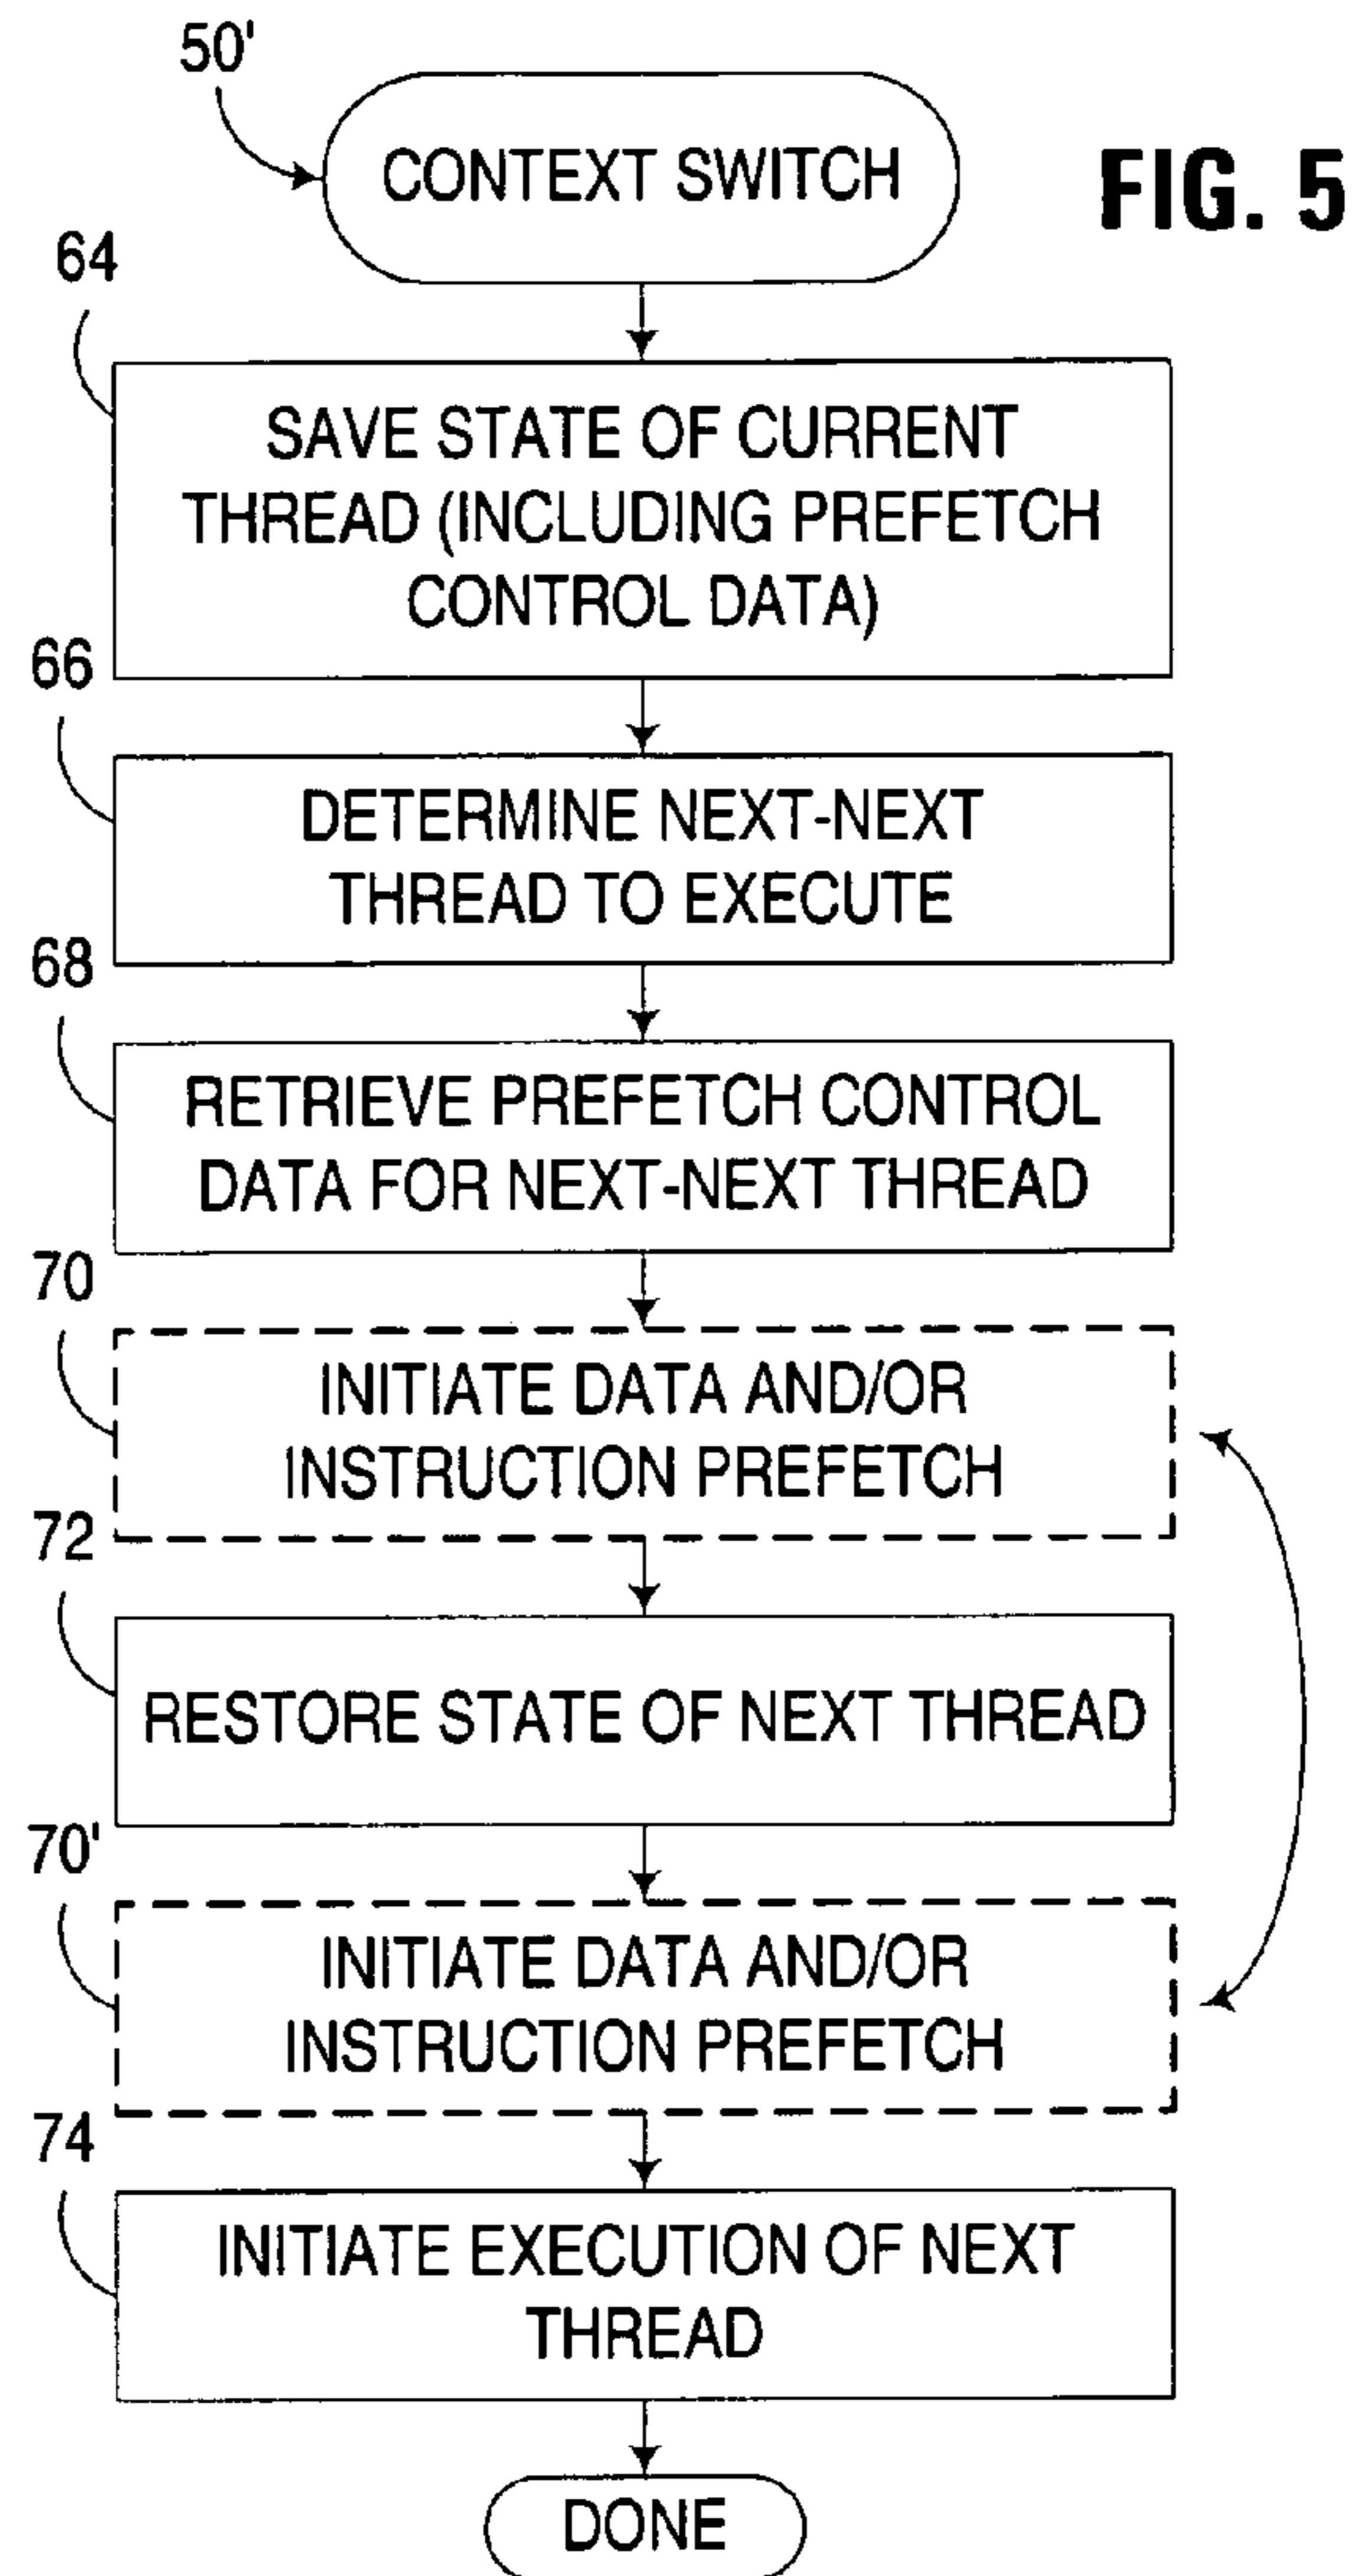 50'
CONTEXT SWITCH
FIG. 5
64
SAVE STATE OF CURRENT
THREAD (INCLUDING PREFETCH
CONTROL DATA)
66
DETERMINE NEXT-NEXT
THREAD TO EXECUTE
68
RETRIEVE PREFETCH CONTROL
DATA FOR NEXT-NEXT THREAD
70
INITIATE DATA AND/OR
INSTRUCTION PREFETCH
72
RESTORE STATE OF NEXT THREAD
70'
INITIATE DATA AND/OR
INSTRUCTION PREFETCH
74
INITIATE EXECUTION OF NEXT
THREAD
DONE